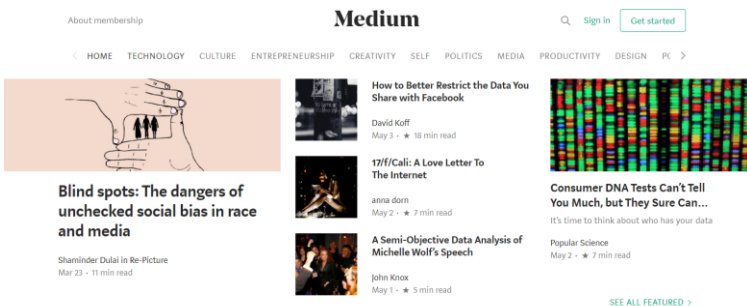 About membership
Medium
Sign in
Get started
HOME TECHNOLOGY CULTURE ENTREPRENEURSHIP CREATIVITY SELF POLITICS MEDIA PRODUCTIVITY DESIGN
Blind spots: The dangers of
unchecked social bias in race
and media
Shaminder Dulai in Re-Picture
Mar 23 · 11 min read
How to Better Restrict the Data You
Share with Facebook
David Koff
May 3 · ★ 18 min read
17/f/Cali: A Love Letter To
The Internet
anna dorn
May 2 · ★ 7 min read
A Semi-Objective Data Analysis of
Michelle Wolf's Speech
John Knox
May 1 · ★ 5 min read
Consumer DNA Tests Can't Tell
You Much, but They Sure Can...
It's time to think about who has your data
Popular Science
May 2 · ★ 7 min read
SEE ALL FEATURED >